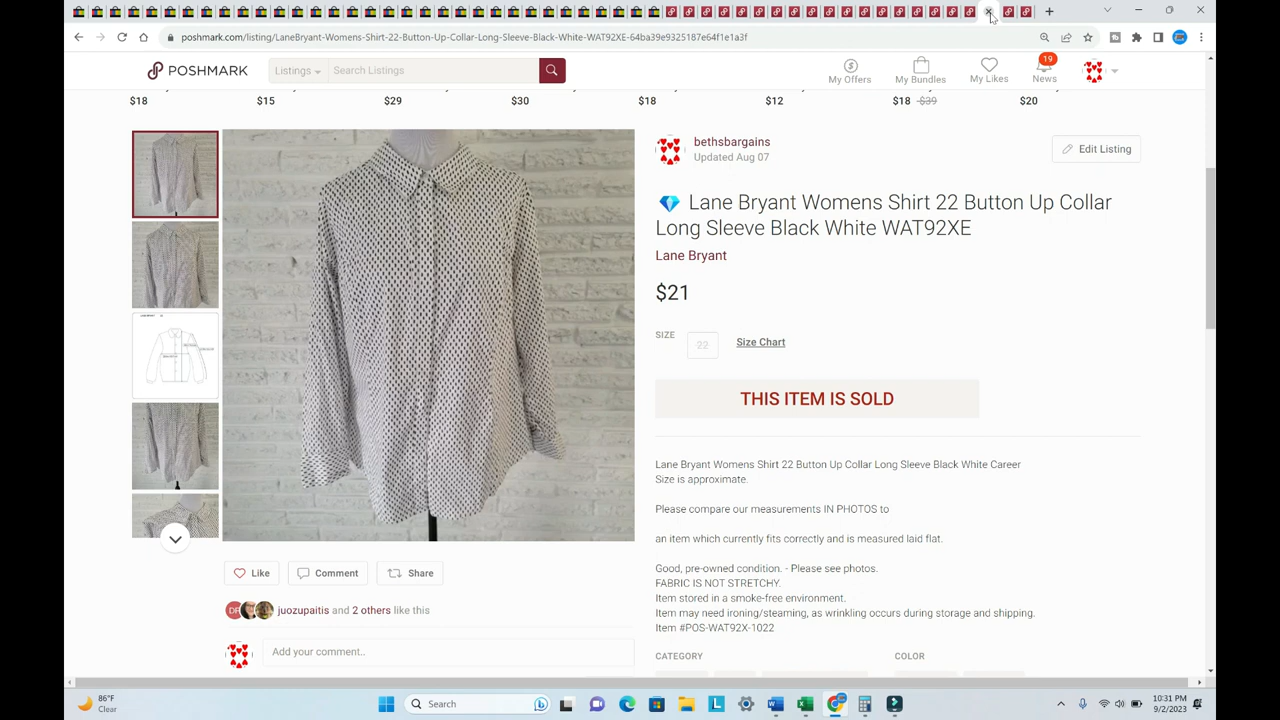 poshmark.com/listing/LaneBryant-Womens-Shirt-22-Button-Up-Collar-Long-Sleeve-Black-White-WAT92XE-64ba39e9325187e64f1e1a3f
POSHMARK
Listings
Search Listings
My Offers
My Bundles
My Likes
19
News
$18 $15 $29 $30 $18 $12 $18 $39 $20
bethsbargains
Updated Aug 07
Edit Listing
Lane Bryant Womens Shirt 22 Button Up Collar
Long Sleeve Black White WAT92XE
Lane Bryant
$21
SIZE
22
Size Chart
THIS ITEM IS SOLD
Lane Bryant Womens Shirt 22 Button Up Collar Long Sleeve Black White Career
Size is approximate.
Please compare our measurements IN PHOTOS to
an item which currently fits correctly and is measured laid flat.
Good, pre-owned condition. - Please see photos.
FABRIC IS NOT STRETCHY.
Item stored in a smoke-free environment.
Item may need ironing/steaming, as wrinkling occurs during storage and shipping.
Item #POS-WAT92X-1022
CATEGORY
COLOR
Like
Comment
Share
juozupaitis and 2 others like this
Add your comment..
86°F
Clear
Search
10:31 PM
9/2/2023